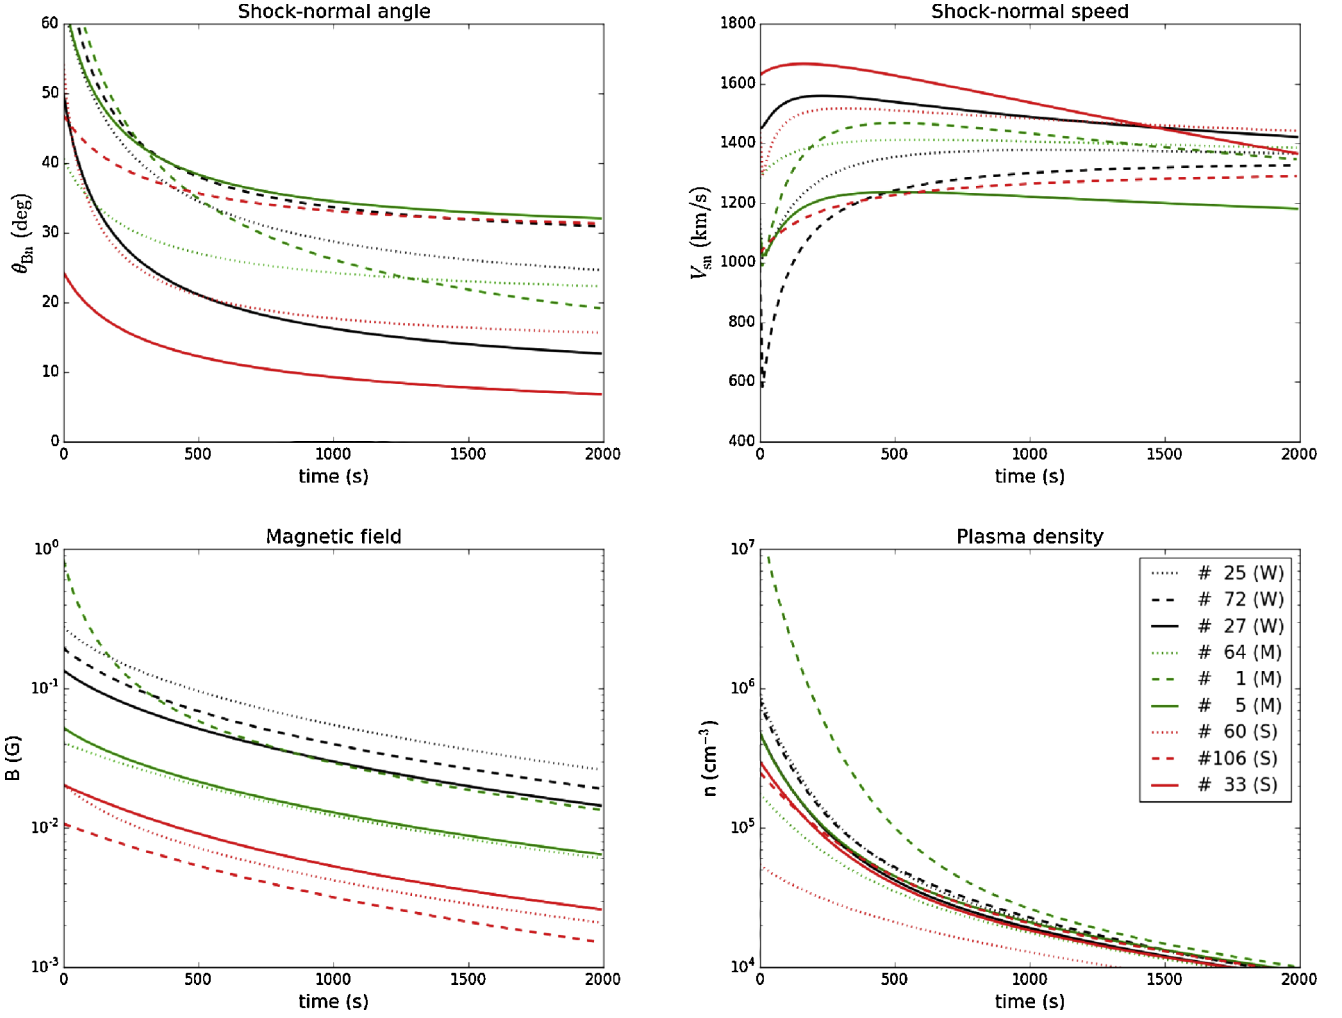 Shock-normal angle
60
50
40
30
20
10
0
θBn (deg)
0 500 1000 1500 2000
time (s)
Shock-normal speed
1800
1600
1400
1200
1000
800
600
400
Vsn (km/s)
0 500 1000 1500 2000
time (s)
Magnetic field
10^0
10^-1
10^-2
10^-3
B (G)
0 500 1000 1500 2000
time (s)
Plasma density
10^7
10^6
10^5
10^4
n (cm^−3)
0 500 1000 1500 2000
time (s)
# 25 (W)
# 72 (W)
# 27 (W)
# 64 (M)
# 1 (M)
# 5 (M)
# 60 (S)
#106 (S)
# 33 (S)